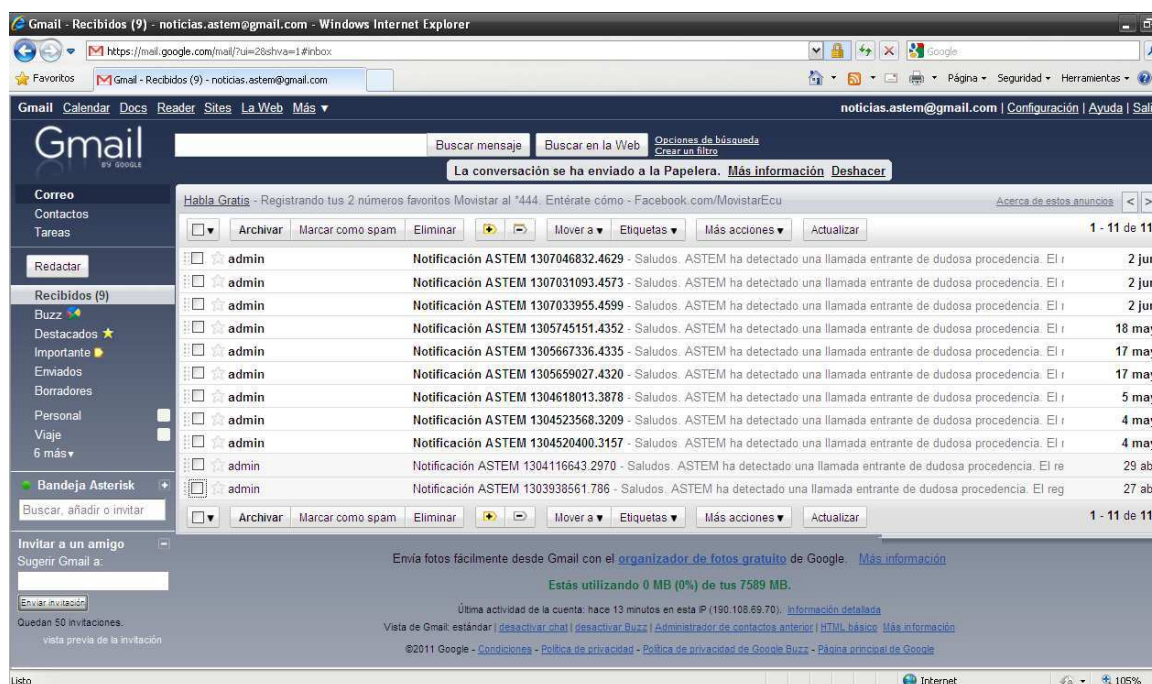 Gmail - Recibidos (9) - noticias.astem@gmail.com - Windows Internet Explorer
https://mail.google.com/mail/?ui=2&shva=1#inbox
Google
Favoritos
Gmail - Recibidos (9) - noticias.astem@gmail.com
Página
Seguridad
Herramientas
Gmail Calendar Docs Reader Sites La Web Más ▼
noticias.astem@gmail.com | Configuración | Ayuda | Sali
Gmail
BY GOOGLE
Buscar mensaje
Buscar en la Web
Opciones de búsqueda
Crear un filtro
La conversación se ha enviado a la Papelera. Más información Deshacer
Correo
Contactos
Tareas
Redactar
Recibidos (9)
Buzz
Destacados
Importante
Enviados
Borradores
Personal
Viaje
6 más▾
Bandeja Asterisk
Buscar, añadir o invitar
Invitar a un amigo
Sugerir Gmail a:
Enviar invitación
Quedan 50 invitaciones.
vista previa de la invitación
Habla Gratis - Registrando tus 2 números favoritos Movistar al *444. Entérate cómo - Facebook.com/MovistarEcu
Acerca de estos anuncios < >
Archivar Marcar como spam Eliminar Mover a ▾ Etiquetas ▾ Más acciones ▾ Actualizar 1 - 11 de 11
admin Notificación ASTEM 1307046832.4629 - Saludos. ASTEM ha detectado una llamada entrante de dudosa procedencia. El r 2 jun
admin Notificación ASTEM 1307031093.4573 - Saludos. ASTEM ha detectado una llamada entrante de dudosa procedencia. El r 2 jun
admin Notificación ASTEM 1307033955.4599 - Saludos. ASTEM ha detectado una llamada entrante de dudosa procedencia. El r 2 jun
admin Notificación ASTEM 1305745151.4352 - Saludos. ASTEM ha detectado una llamada entrante de dudosa procedencia. El r 18 may
admin Notificación ASTEM 1305667336.4335 - Saludos. ASTEM ha detectado una llamada entrante de dudosa procedencia. El r 17 may
admin Notificación ASTEM 1305659027.4320 - Saludos. ASTEM ha detectado una llamada entrante de dudosa procedencia. El r 17 may
admin Notificación ASTEM 1304618013.3878 - Saludos. ASTEM ha detectado una llamada entrante de dudosa procedencia. El r 5 may
admin Notificación ASTEM 1304523568.3209 - Saludos. ASTEM ha detectado una llamada entrante de dudosa procedencia. El r 4 may
admin Notificación ASTEM 1304520400.3157 - Saludos. ASTEM ha detectado una llamada entrante de dudosa procedencia. El r 4 may
admin Notificación ASTEM 1304116643.2970 - Saludos. ASTEM ha detectado una llamada entrante de dudosa procedencia. El re 29 ab
admin Notificación ASTEM 1303938561.786 - Saludos. ASTEM ha detectado una llamada entrante de dudosa procedencia. El reg 27 ab
Archivar Marcar como spam Eliminar Mover a ▾ Etiquetas ▾ Más acciones ▾ Actualizar 1 - 11 de 11
Envía fotos fácilmente desde Gmail con el organizador de fotos gratuito de Google. Más información
Estás utilizando 0 MB (0%) de tus 7589 MB.
Última actividad de la cuenta: hace 13 minutos en esta IP (190.108.69.70). Información detallada
Vista de Gmail: estándar | desactivar chat | desactivar Buzz | Administrador de contactos anterior | HTML básico Más información
©2011 Google - Condiciones - Política de privacidad - Política de privacidad de Google Buzz - Página principal de Google
Listo
Internet
105%